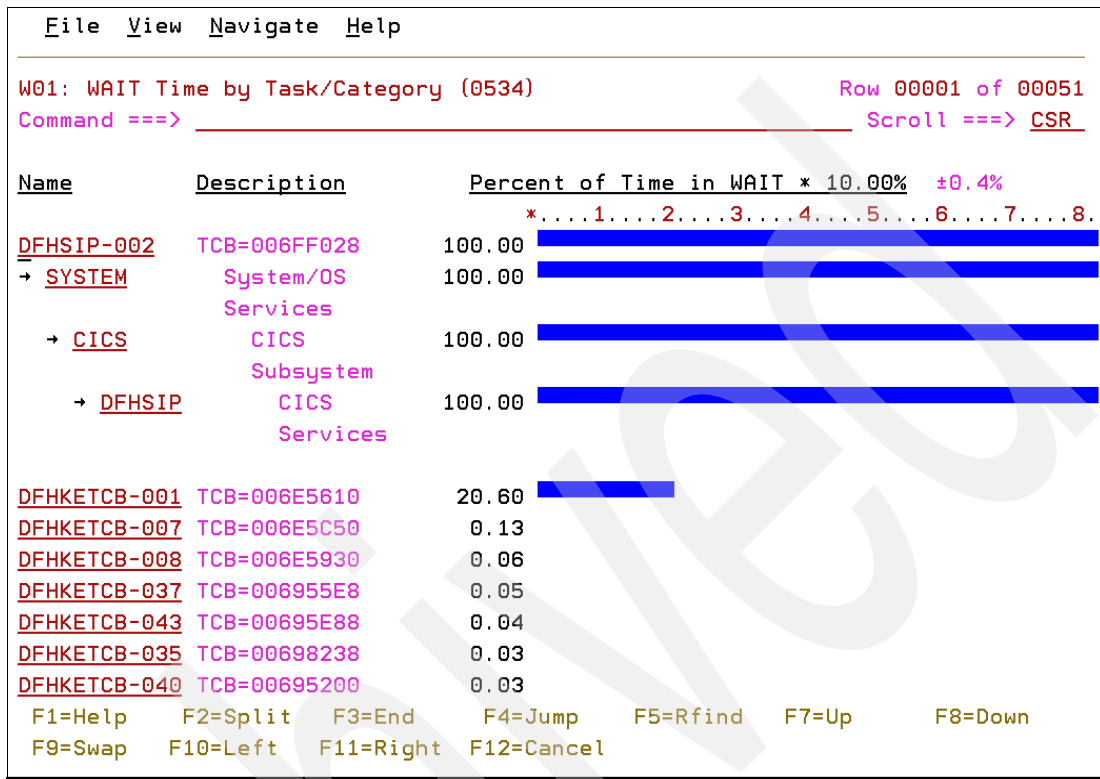 File View Navigate Help
W01: WAIT Time by Task/Category (0534) Row 00001 of 00051
Command ===> Scroll ===> CSR
Name Description Percent of Time in WAIT * 10.00% ±0.4%
*....1....2....3....4....5....6....7....8.
DFHSIP-002 TCB=006FF028 100.00
→ SYSTEM System/OS 100.00
Services
→ CICS CICS 100.00
Subsystem
→ DFHSIP CICS 100.00
Services
DFHKETCB-001 TCB=006E5610 20.60
DFHKETCB-007 TCB=006E5C50 0.13
DFHKETCB-008 TCB=006E5930 0.06
DFHKETCB-037 TCB=006955E8 0.05
DFHKETCB-043 TCB=00695E88 0.04
DFHKETCB-035 TCB=00698238 0.03
DFHKETCB-040 TCB=00695200 0.03
F1=Help F2=Split F3=End F4=Jump F5=Rfind F7=Up F8=Down
F9=Swap F10=Left F11=Right F12=Cancel